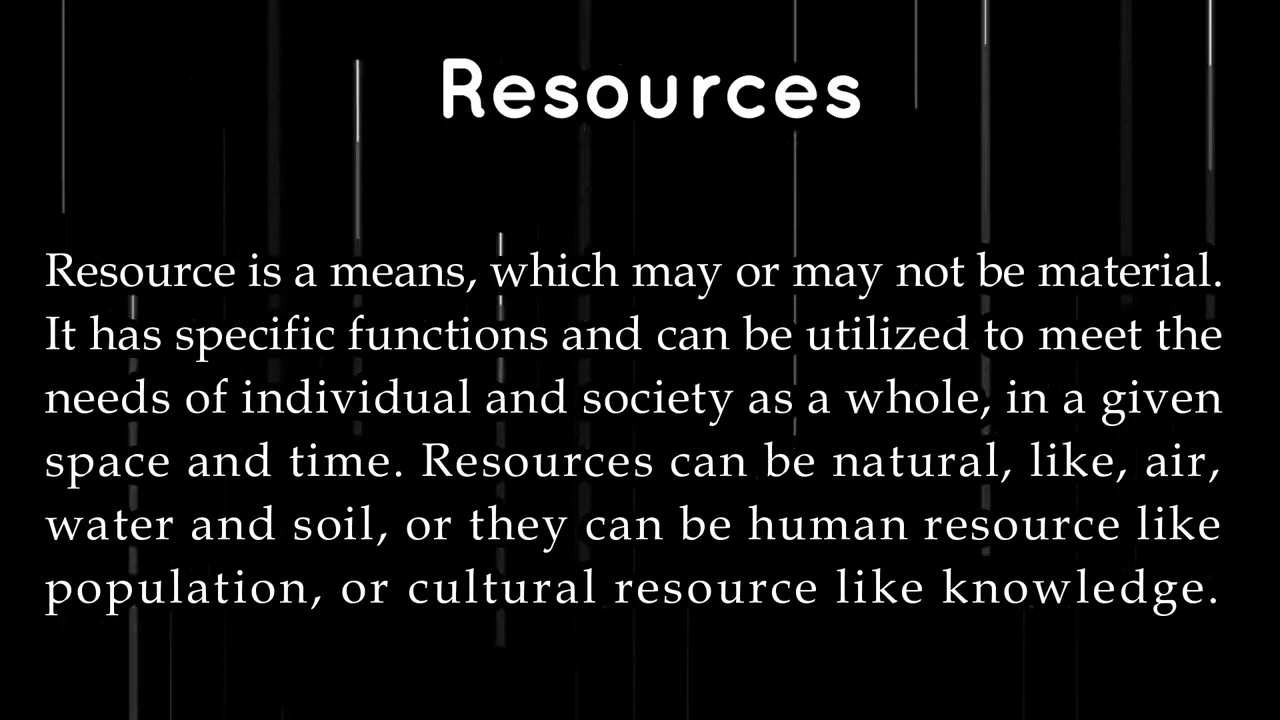 Resources
Resource is a means, which may or may not be material.
It has specific functions and can be utilized to meet the
needs of individual and society as a whole, in a given
space and time. Resources can be natural, like, air,
water and soil, or they can be human resource like
population, or cultural resource like knowledge.